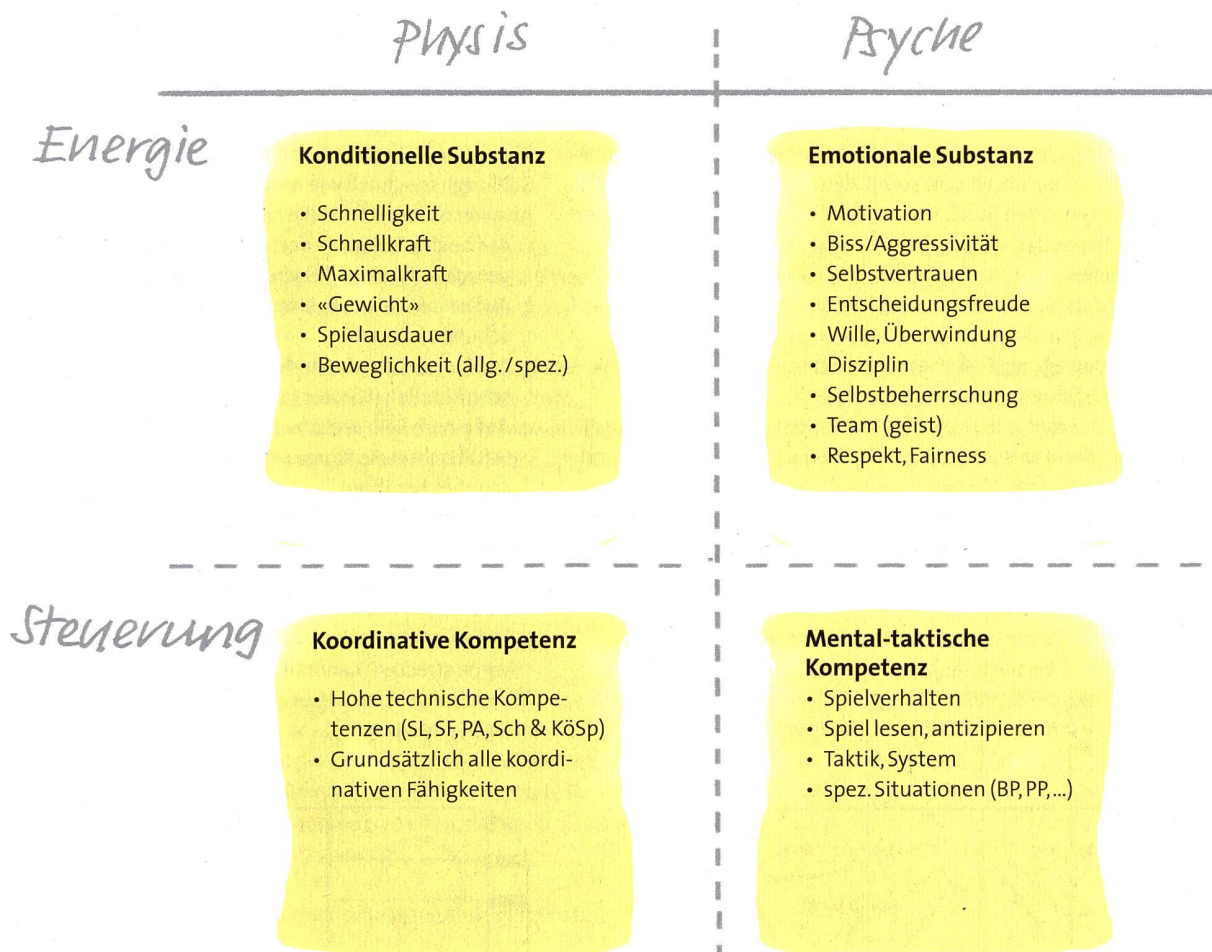 Physis
Psyche
Energie
Konditionelle Substanz
• Schnelligkeit
• Schnellkraft
• Maximalkraft
• «Gewicht»
• Spielausdauer
• Beweglichkeit (allg./spez.)
Emotionale Substanz
• Motivation
• Biss/Aggressivität
• Selbstvertrauen
• Entscheidungsfreude
• Wille, Überwindung
• Disziplin
• Selbstbeherrschung
• Team (geist)
• Respekt, Fairness
Steuerung
Koordinative Kompetenz
• Hohe technische Kompe-
tenzen (SL, SF, PA, Sch & KöSp)
• Grundsätzlich alle koordi-
nativen Fähigkeiten
Mental-taktische
Kompetenz
• Spielverhalten
• Spiel lesen, antizipieren
• Taktik, System
• spez. Situationen (BP, PP, ...)